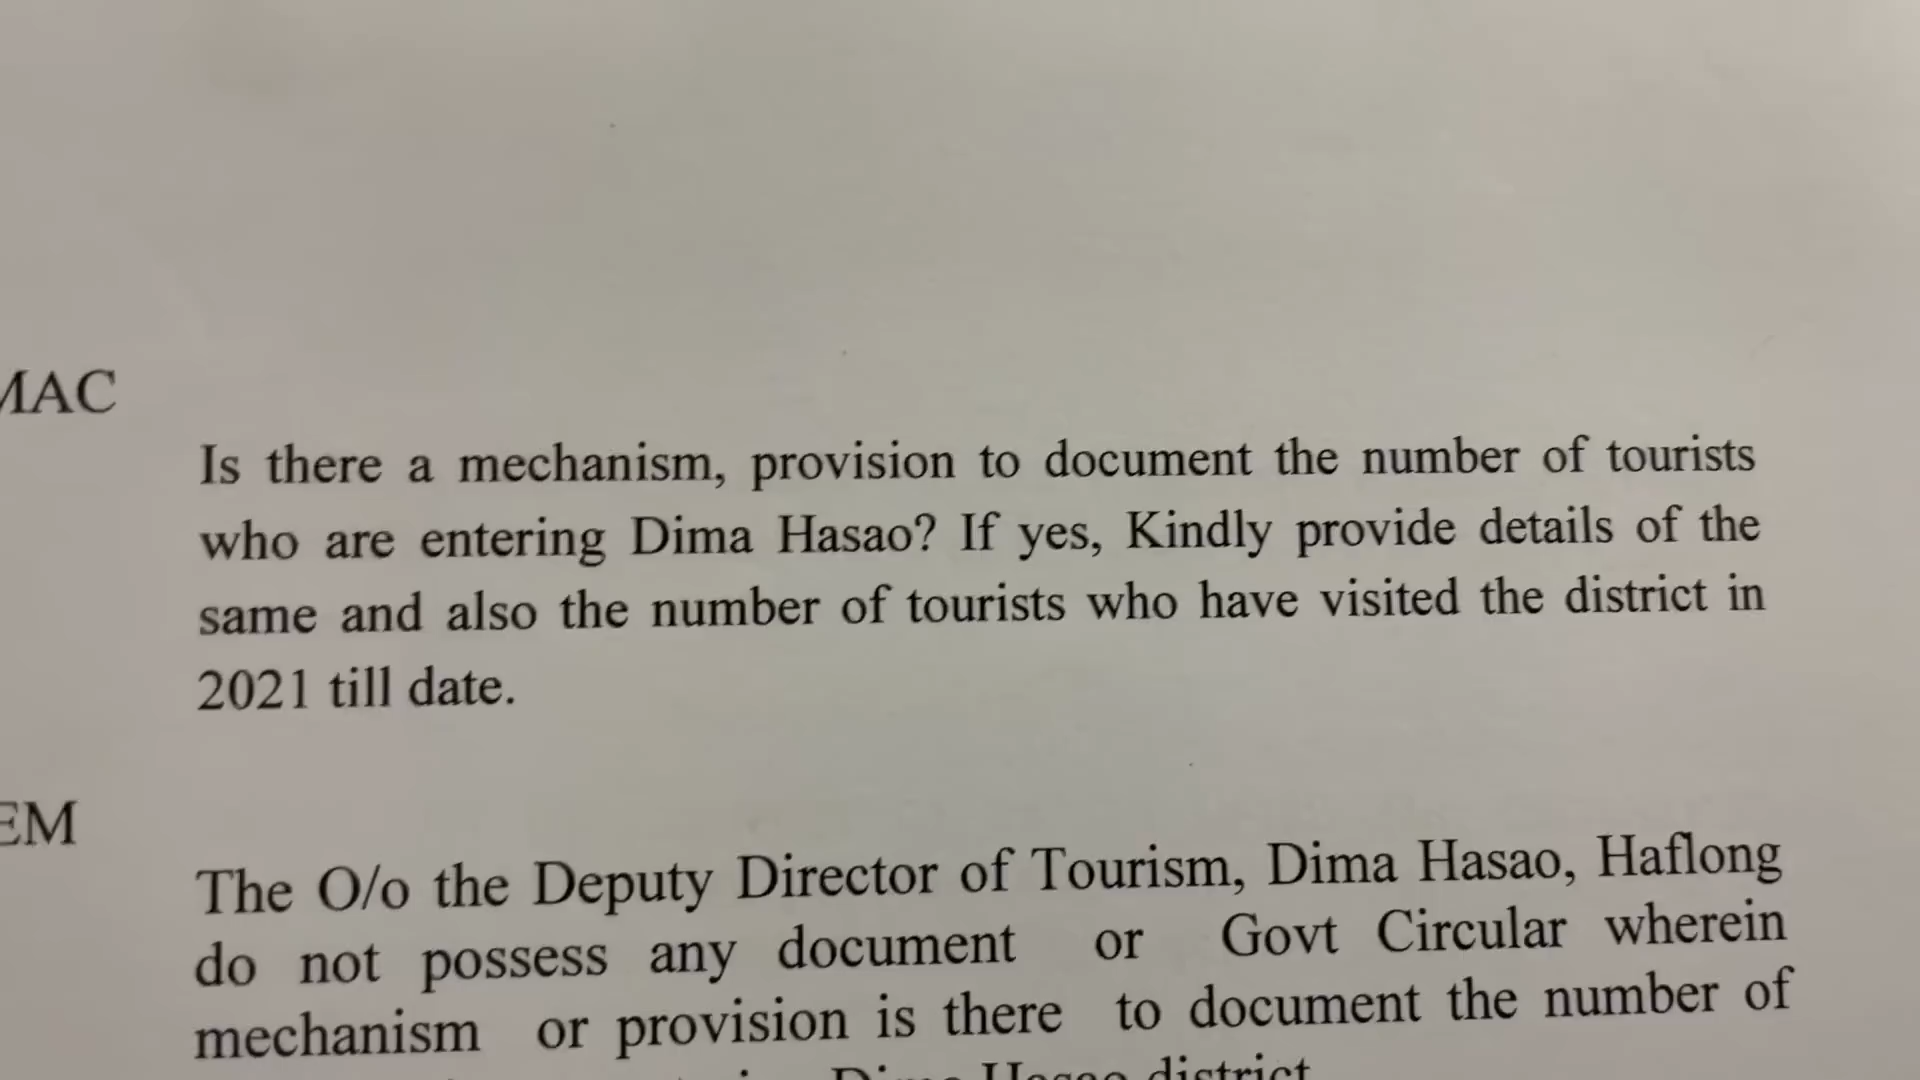 MAC
Is there a mechanism, provision to document the number of tourists
who are entering Dima Hasao? If yes, Kindly provide details of the
same and also the number of tourists who have visited the district in
2021 till date.
EM
The O/o the Deputy Director of Tourism, Dima Hasao, Haflong
do not possess any document or Govt Circular wherein
mechanism or provision is there to document the number of
Dima Hasao district